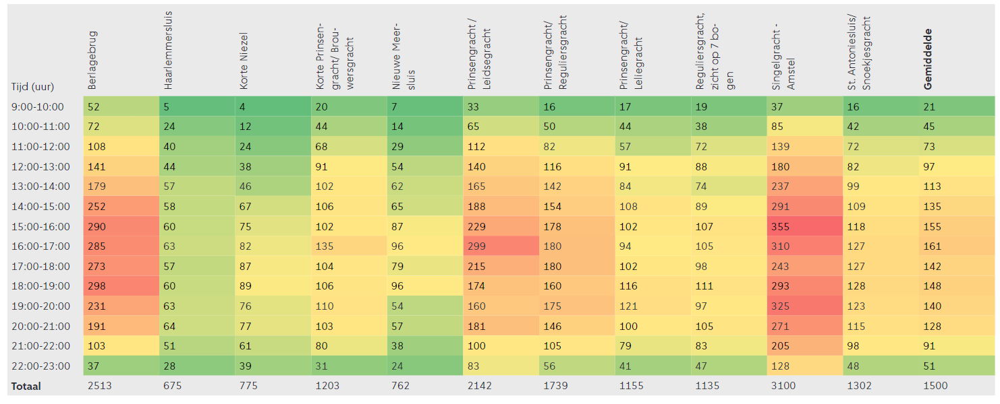 Tijd (uur)
Berlagebrug
Haarlemmersluis
Korte Niezel
Korte Prinsen-
gracht/ Brou-
wersgracht
Nieuwe Meer-
sluis
Prinsengracht /
Leidsegracht
Prinsengracht/
Reguliersgracht
Prinsengracht/
Leliegracht
Reguliersgracht,
zicht op 7 bo-
gen
Singelgracht -
Amstel
St. Antoniesluis/
Snoekjesgracht
Gemiddelde
9:00-10:00 52 5 4 20 7 33 16 17 19 37 16 21
10:00-11:00 72 24 12 44 14 65 50 44 38 85 42 45
11:00-12:00 108 40 24 68 29 112 82 57 72 139 72 73
12:00-13:00 141 44 38 91 54 140 116 91 88 180 82 97
13:00-14:00 179 57 46 102 62 165 142 84 74 237 99 113
14:00-15:00 252 58 67 106 65 188 154 108 89 291 109 135
15:00-16:00 290 60 75 102 87 229 178 102 107 355 118 155
16:00-17:00 285 63 82 135 96 299 180 94 105 310 127 161
17:00-18:00 273 57 87 104 79 215 180 102 98 243 127 142
18:00-19:00 298 60 89 106 96 174 160 116 111 293 128 148
19:00-20:00 231 63 76 110 54 160 175 121 97 325 123 140
20:00-21:00 191 64 77 103 57 181 146 100 105 271 115 128
21:00-22:00 103 51 61 80 38 100 105 79 83 205 98 91
22:00-23:00 37 28 39 31 24 83 56 41 47 128 48 51
Totaal 2513 675 775 1203 762 2142 1739 1155 1135 3100 1302 1500